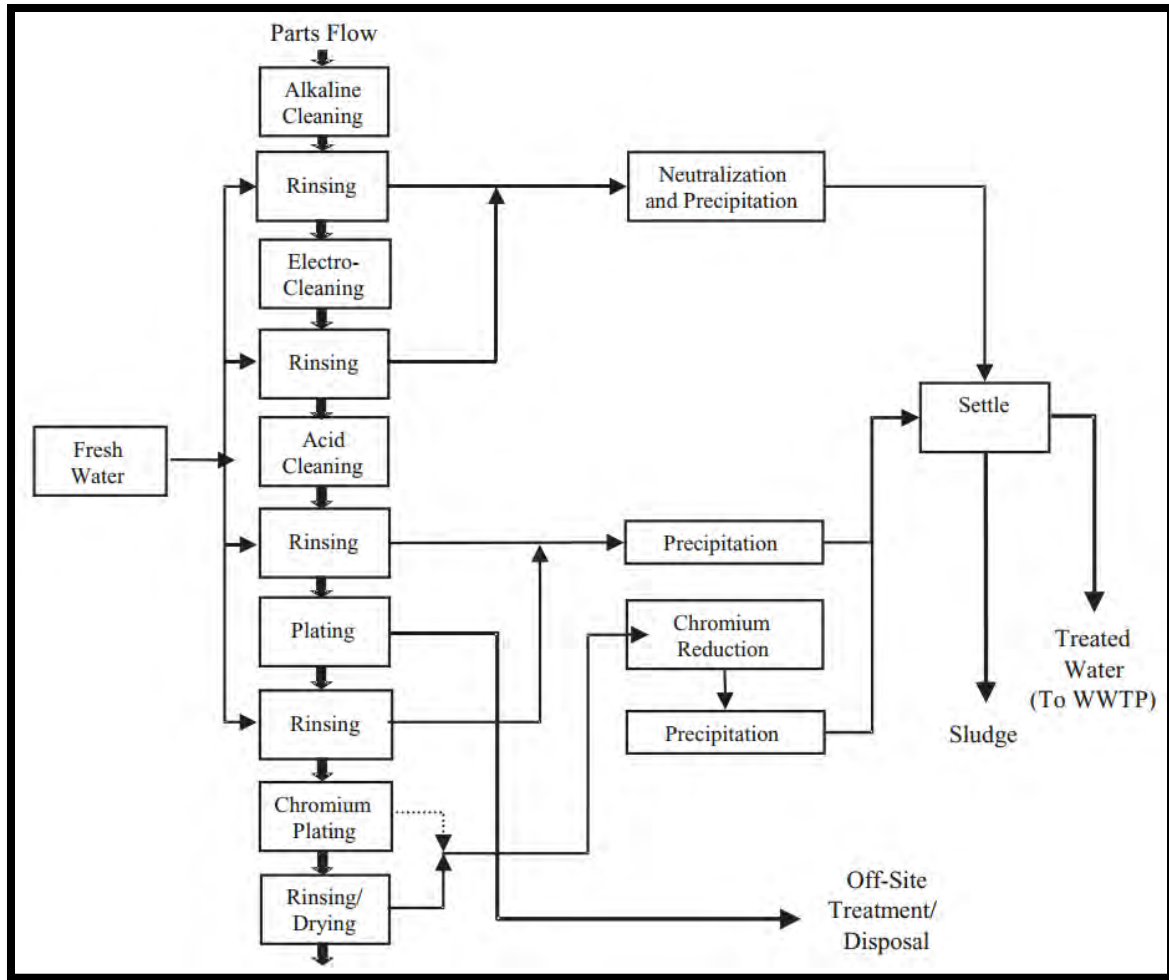 Parts Flow
Alkaline
Cleaning
Rinsing
Neutralization
and Precipitation
Electro-
Cleaning
Rinsing
Settle
Fresh
Water
Acid
Cleaning
Rinsing
Precipitation
Plating
Chromium
Reduction
Treated
Water
(To WWTP)
Rinsing
Precipitation
Sludge
Chromium
Plating
Rinsing/
Drying
Off-Site
Treatment/
Disposal